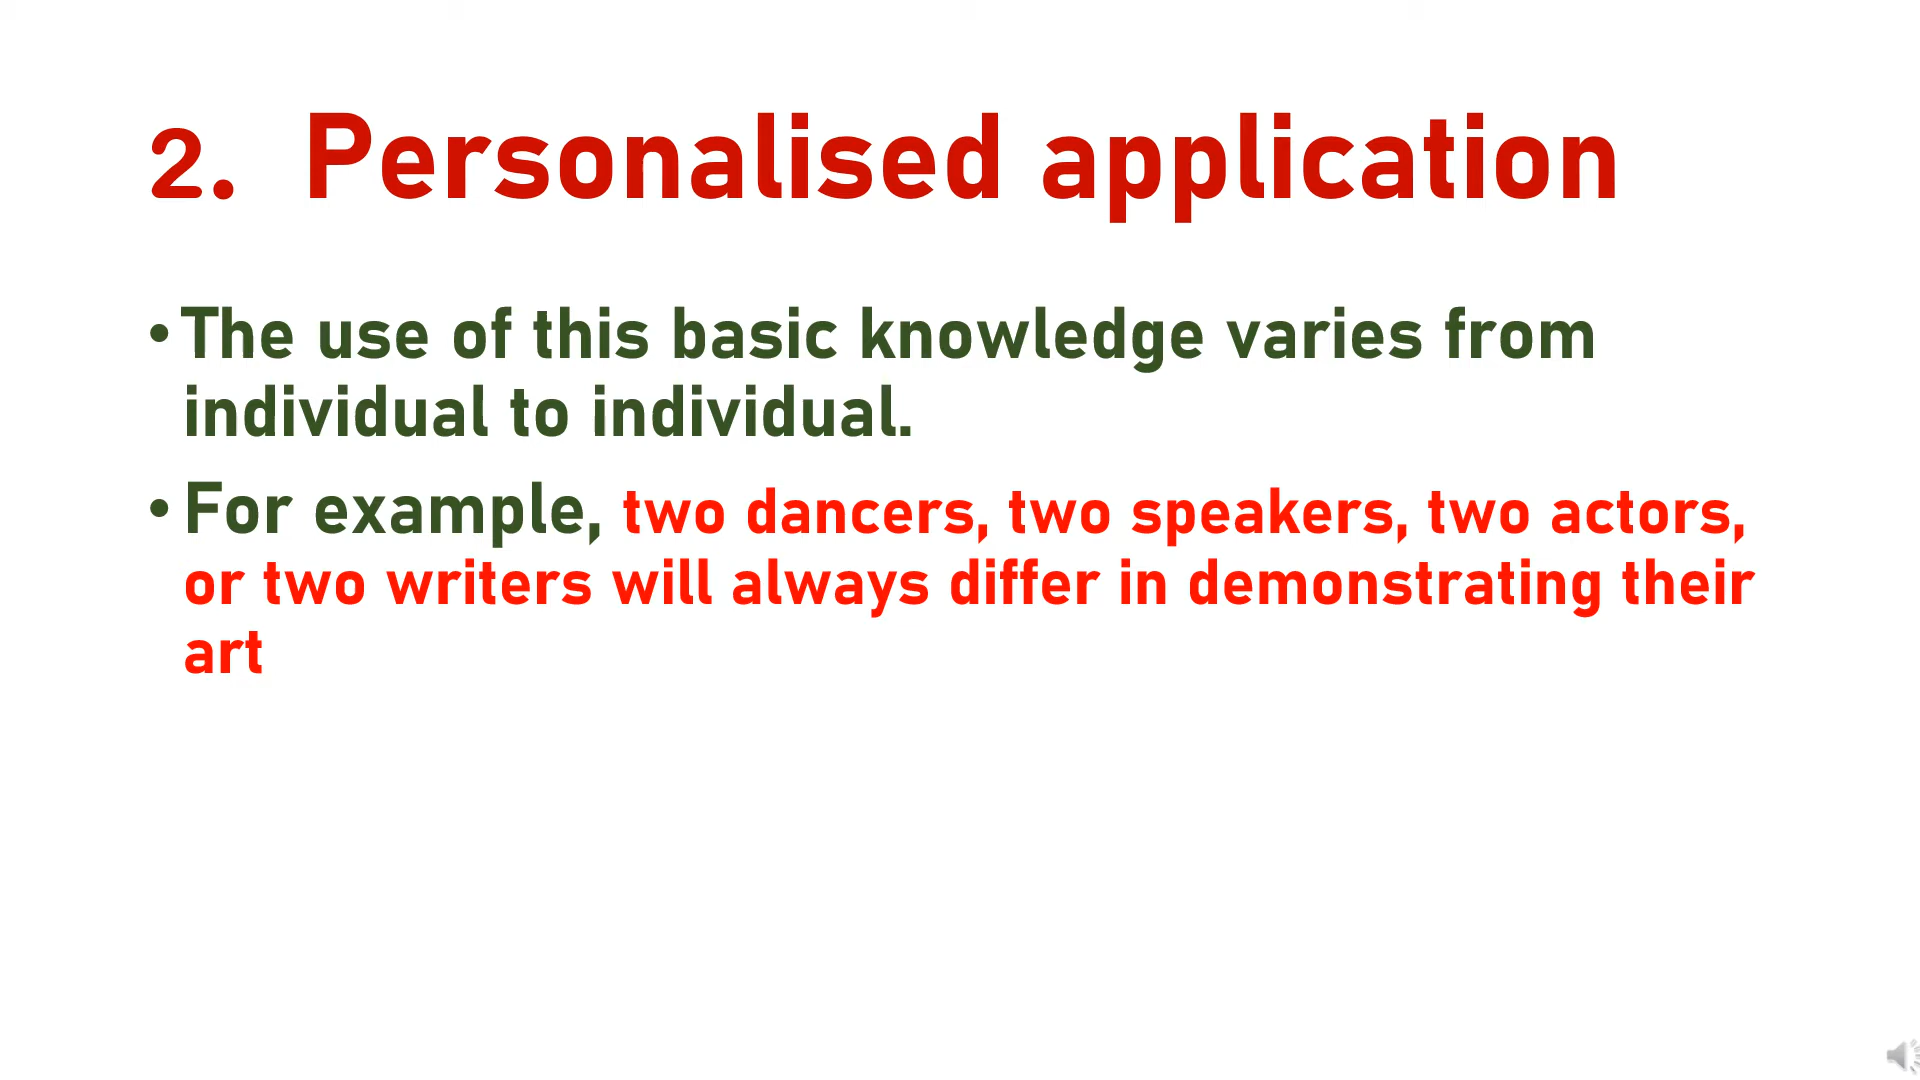 2. Personalised application
• The use of this basic knowledge varies from
individual to individual.
• For example, two dancers, two speakers, two actors,
or two writers will always differ in demonstrating their
art